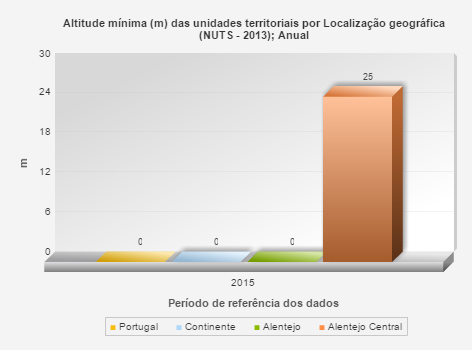 Altitude mínima (m) das unidades territoriais por Localização geográfica
(NUTS - 2013); Anual
30
24
18
12
6
0
m
0
0
0
25
2015
Período de referência dos dados
Portugal
Continente
Alentejo
Alentejo Central